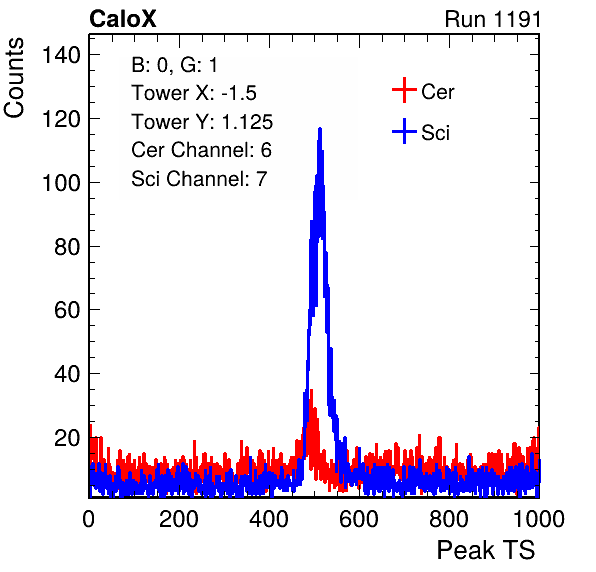 CaloX Run 1191
Counts
B: 0, G: 1
Tower X: -1.5
Tower Y: 1.125
Cer Channel: 6
Sci Channel: 7
Cer
Sci
140
120
100
80
60
40
20
0 200 400 600 800 1000
Peak TS